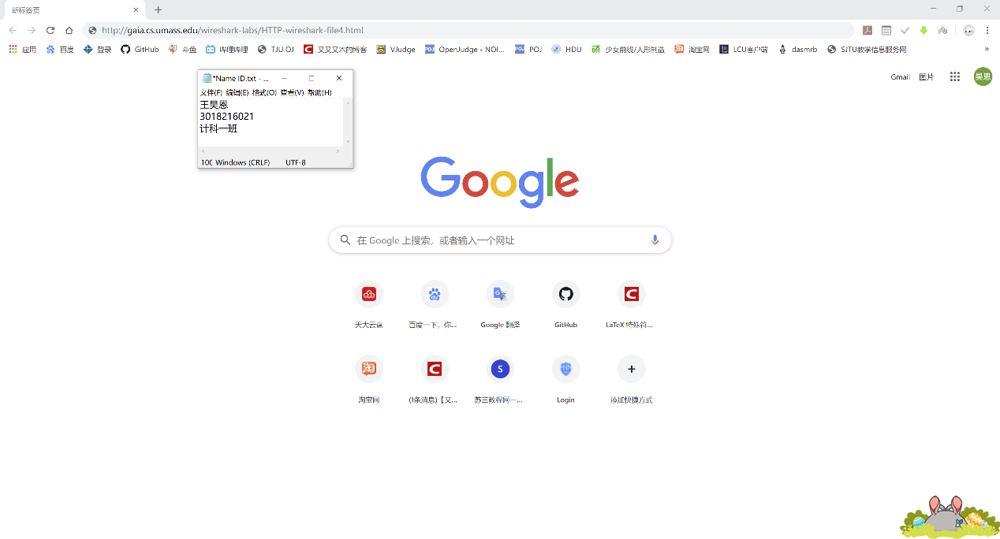 新标签页
http://gaia.cs.umass.edu/wireshark-labs/HTTP-wireshark-file4.html
应用 百度 登录 GitHub 斗鱼 哔哩哔哩 TJU OJ 又又又木的博客 VJudge OpenJudge - NOI... POJ HDU 少女前线/人形制造 淘宝网 LCU客户端 dasmrb SJTU教学信息服务网 »
Gmail 图片 昊恩
*Name ID.txt - ...
文件(F) 编辑(E) 格式(O) 查看(V) 帮助(H)
王昊恩
3018216021
计科一班
Windows (CRLF) UTF-8
Google
在 Google 上搜索，或者输入一个网址
天大云盘 百度一下，你... Google 翻译 GitHub LaTeX 特殊符...
淘宝网 (1条消息)【又... 苏三教程网—... Login 添加快捷方式